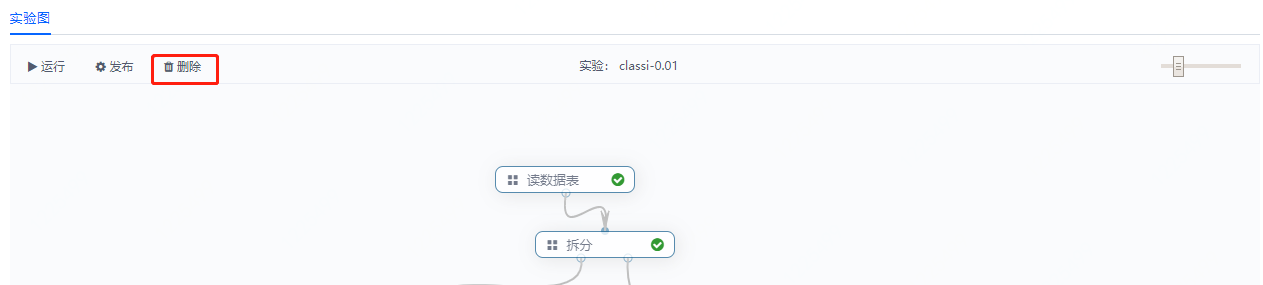 实验图
运行 发布 删除 实验： classi-0.01
读数据表
拆分